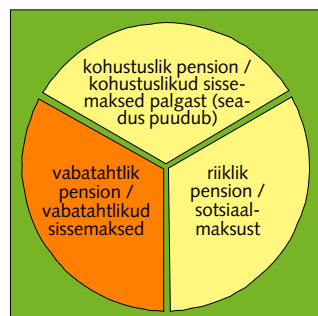 kohustuslik pension /
kohustuslikud sisse-
maksed palgast (sea-
dus puudub)
vabatahtlik
pension /
vabatahtlikud
sissemaksed
riiklik
pension /
sotsiaal-
maksust